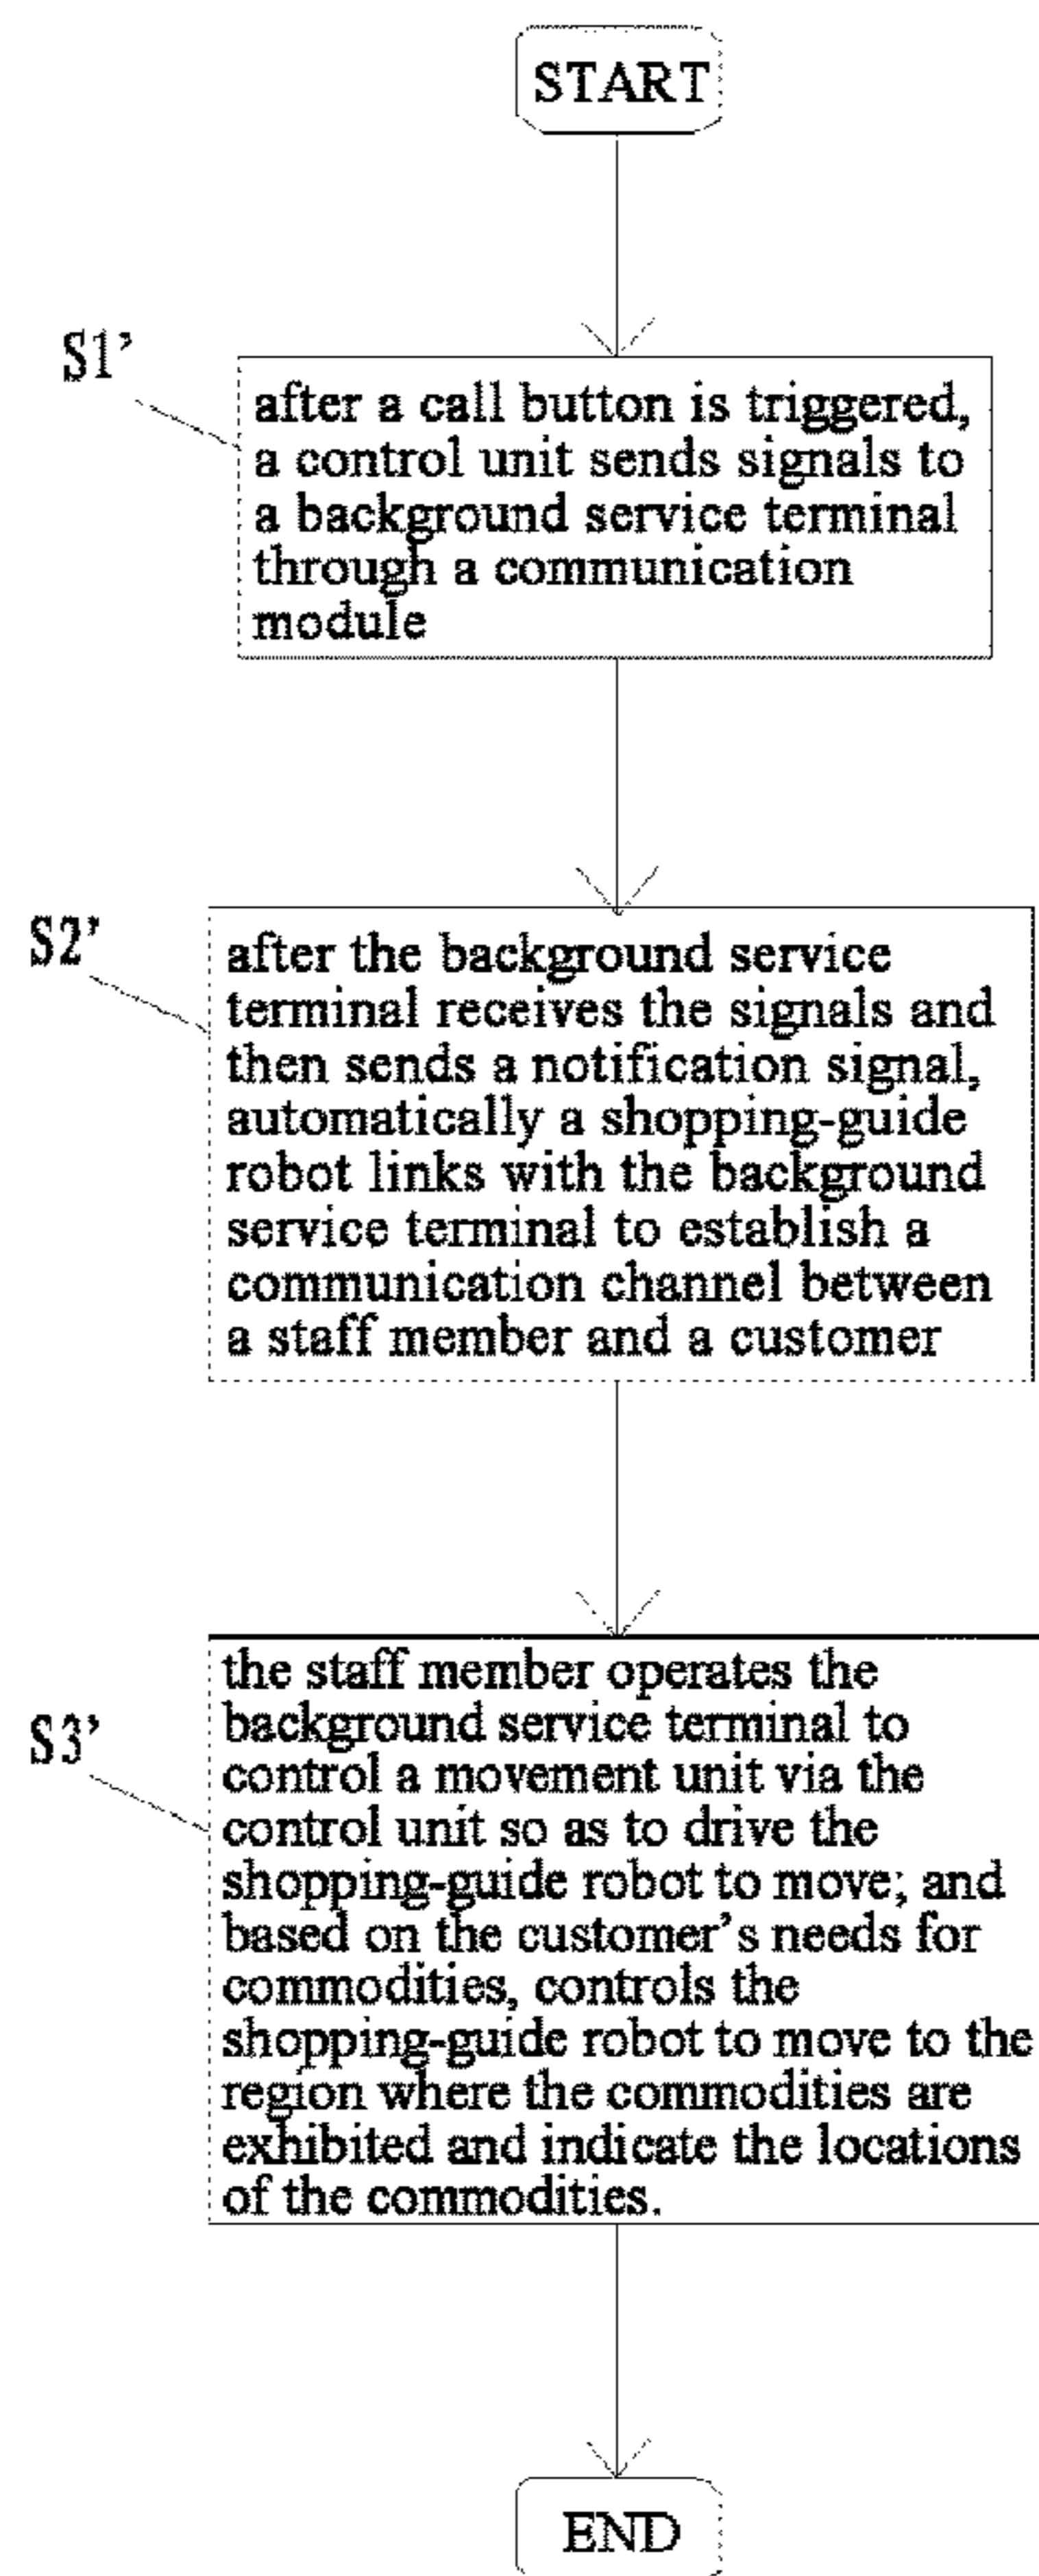 START
S1’
after a call button is triggered,
a control unit sends signals to
a background service terminal
through a communication
module
S2’
after the background service
terminal receives the signals and
then sends a notification signal,
automatically a shopping-guide
robot links with the background
service terminal to establish a
communication channel between
a staff member and a customer
S3’
the staff member operates the
background service terminal to
control a movement unit via the
control unit so as to drive the
shopping-guide robot to move; and
based on the customer’s needs for
commodities, controls the
shopping-guide robot to move to the
region where the commodities are
exhibited and indicate the locations
of the commodities.
END